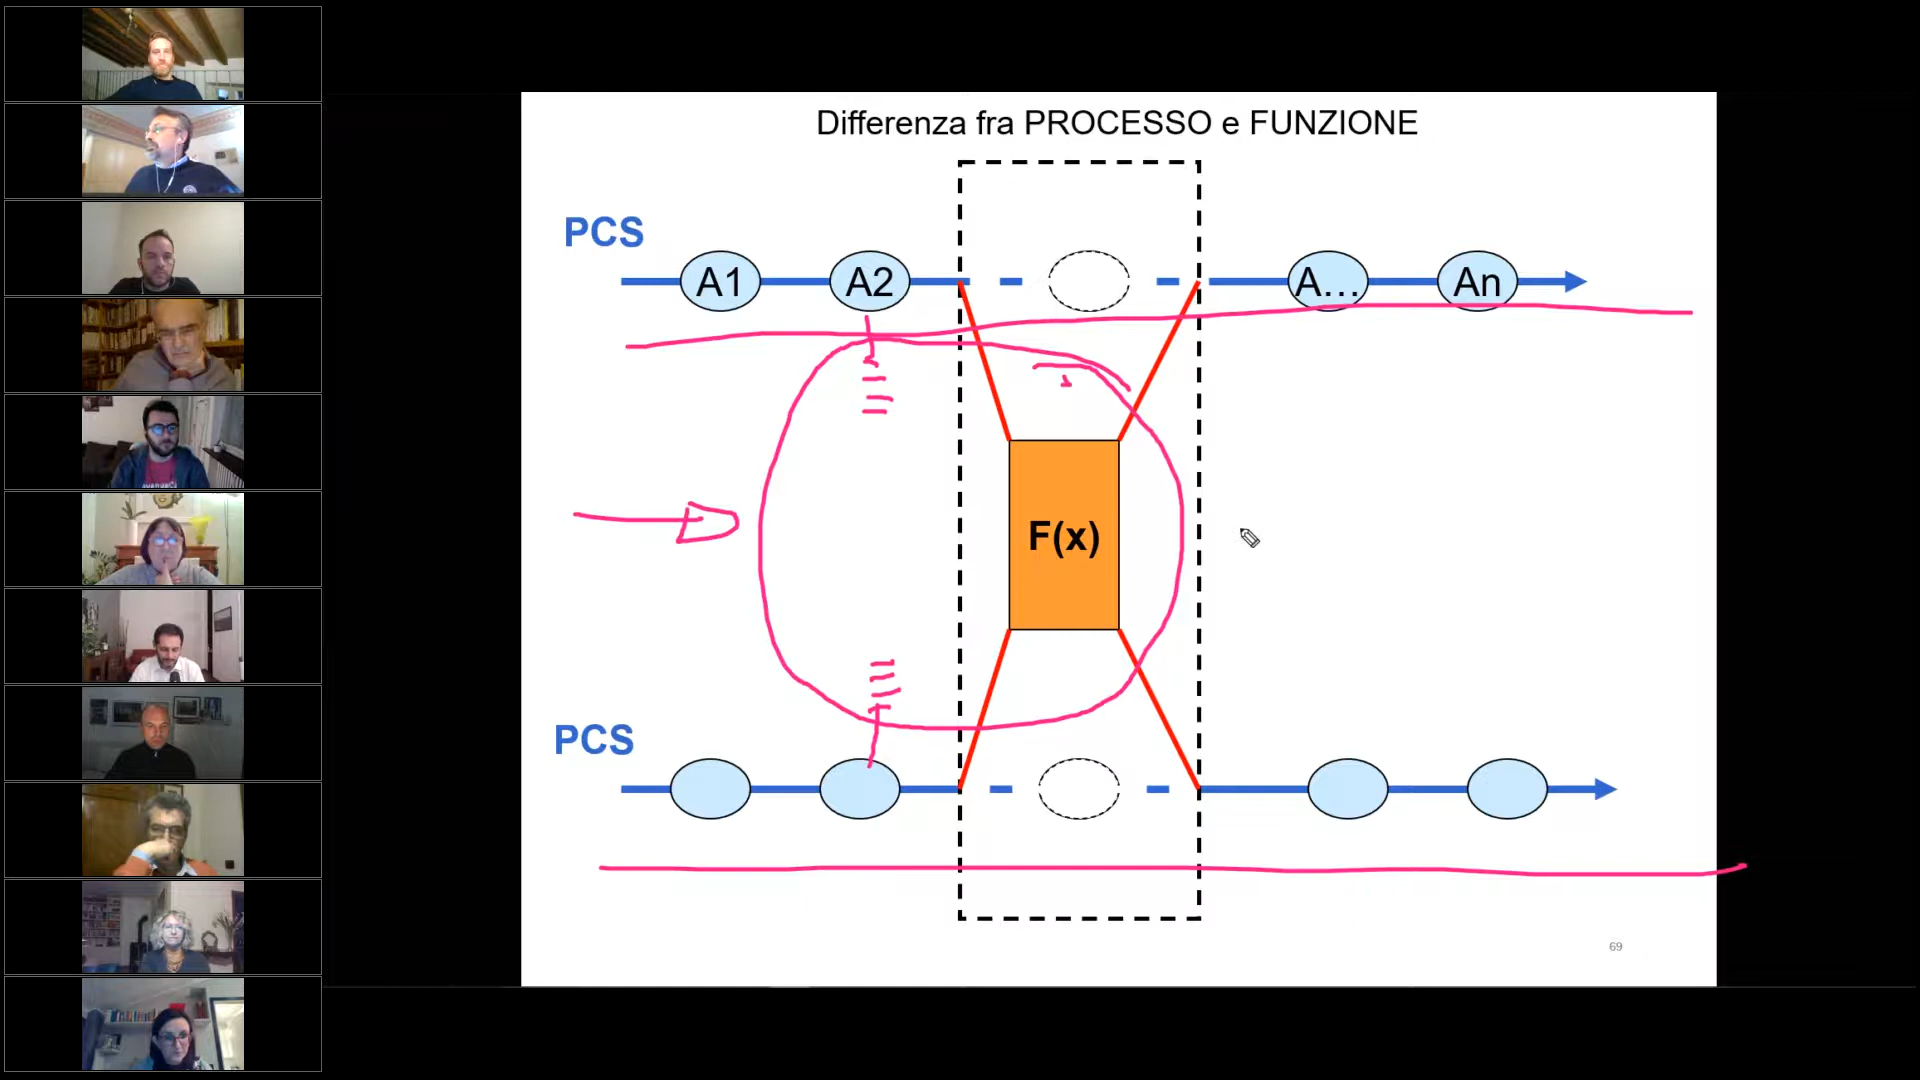 Differenza fra PROCESSO e FUNZIONE
PCS
A1 A2 A... An
F(x)
PCS
69